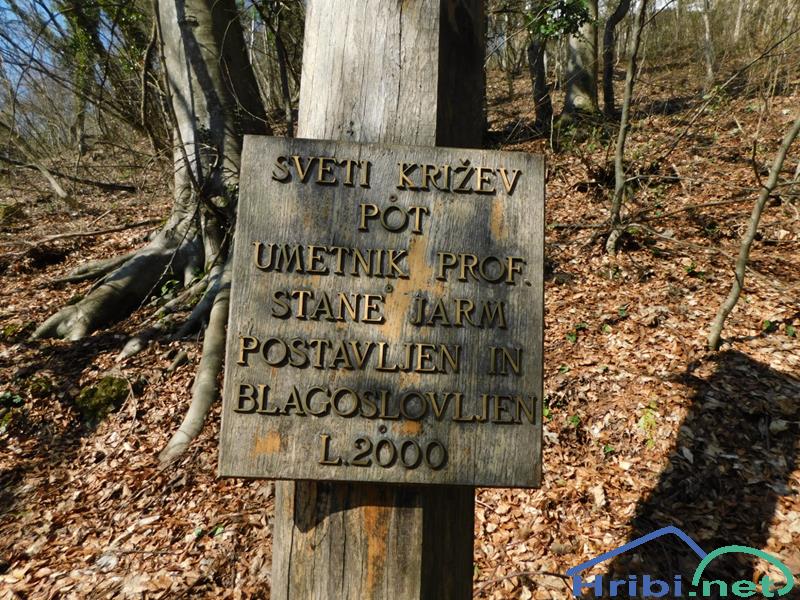 SVETI KRIŽEV
POT
UMETNIK PROF.
STANE JARM
POSTAVLJEN IN
BLAGOSLOVLJEN
L.2000
Hribi.net